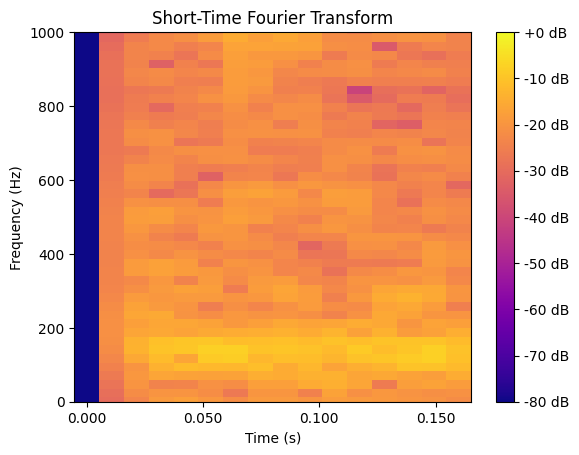 Short-Time Fourier Transform
Frequency (Hz)
1000
800
600
400
200
0
0.000
0.050
0.100
0.150
Time (s)
+0 dB
-10 dB
-20 dB
-30 dB
-40 dB
-50 dB
-60 dB
-70 dB
-80 dB